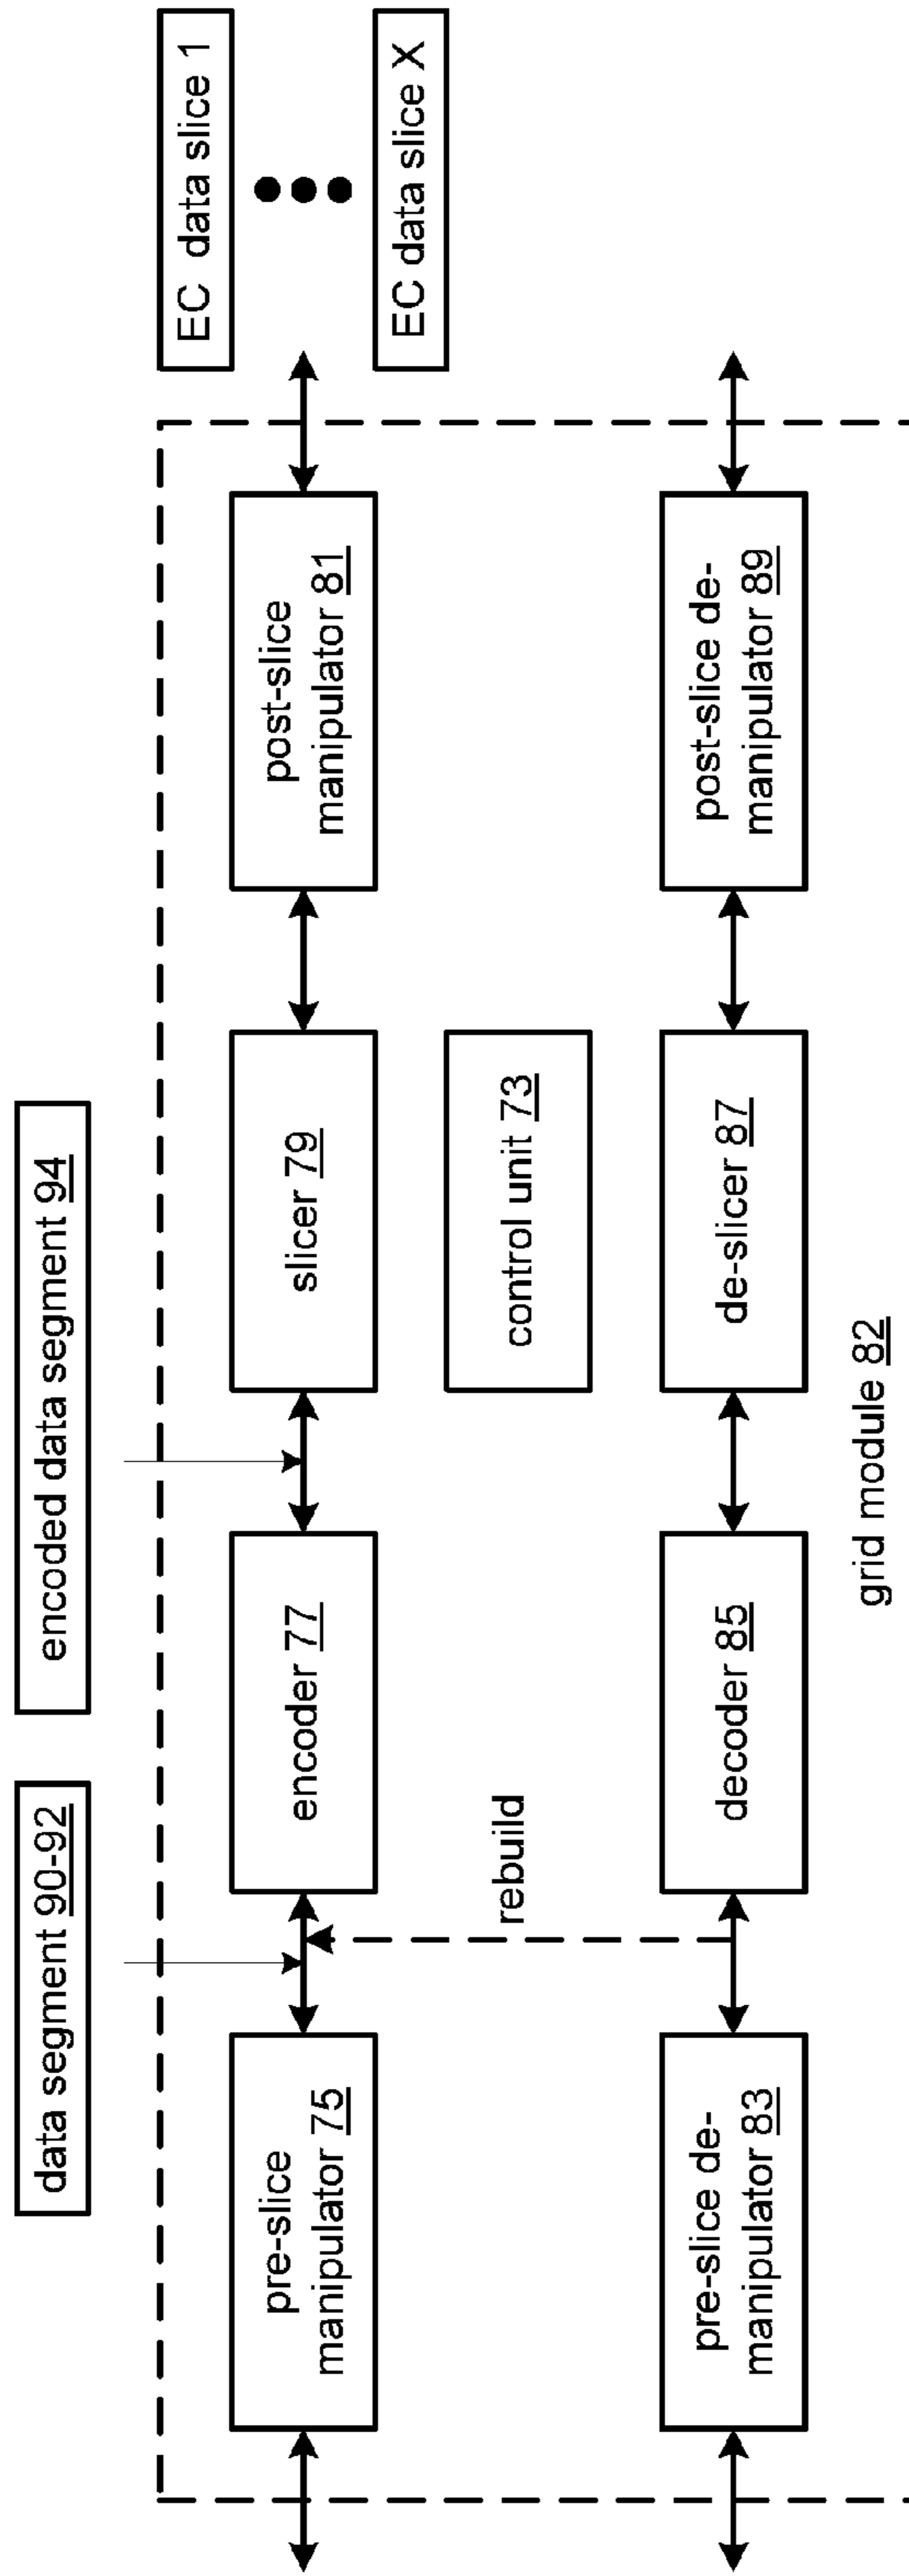 data segment 90-92
encoded data segment 94
EC data slice 1
EC data slice X
pre-slice
manipulator 75
encoder 77
slicer 79
post-slice
manipulator 81
rebuild
control unit 73
pre-slice de-
manipulator 83
decoder 85
de-slicer 87
post-slice de-
manipulator 89
grid module 82